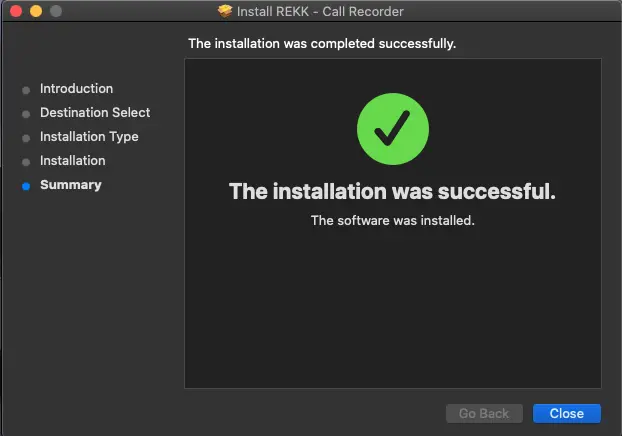 Install REKK - Call Recorder
The installation was completed successfully.
Introduction
Destination Select
Installation Type
Installation
Summary
The installation was successful.
The software was installed.
Go Back
Close